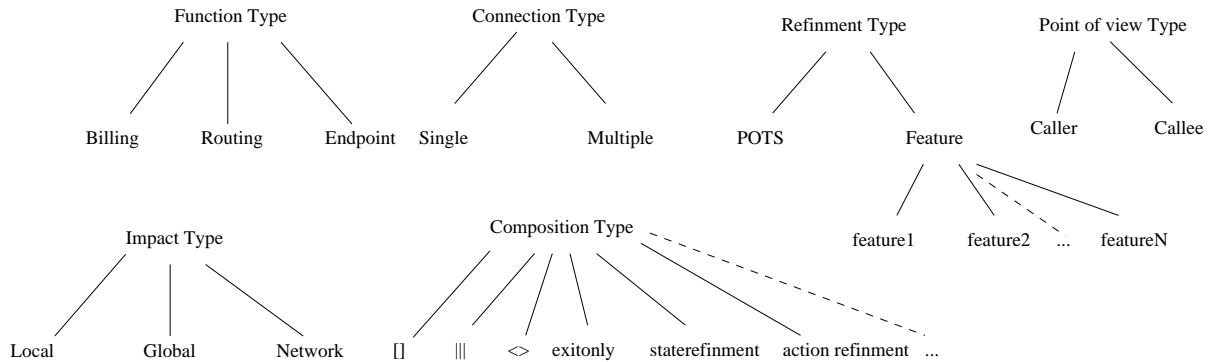 Function Type Connection Type Refinment Type Point of view Type
Billing Routing Endpoint Single Multiple POTS Feature Caller Callee
feature1 feature2 ... featureN
Impact Type Composition Type
Local Global Network [] ||| <> exitonly staterefinment action refinment ...